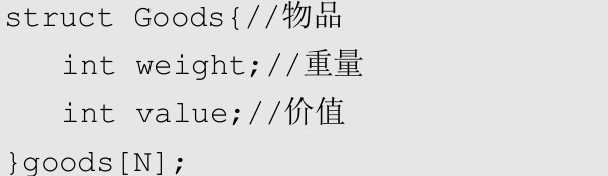 struct Goods{//物品
int weight;//重量
int value;//价值
}goods[N];